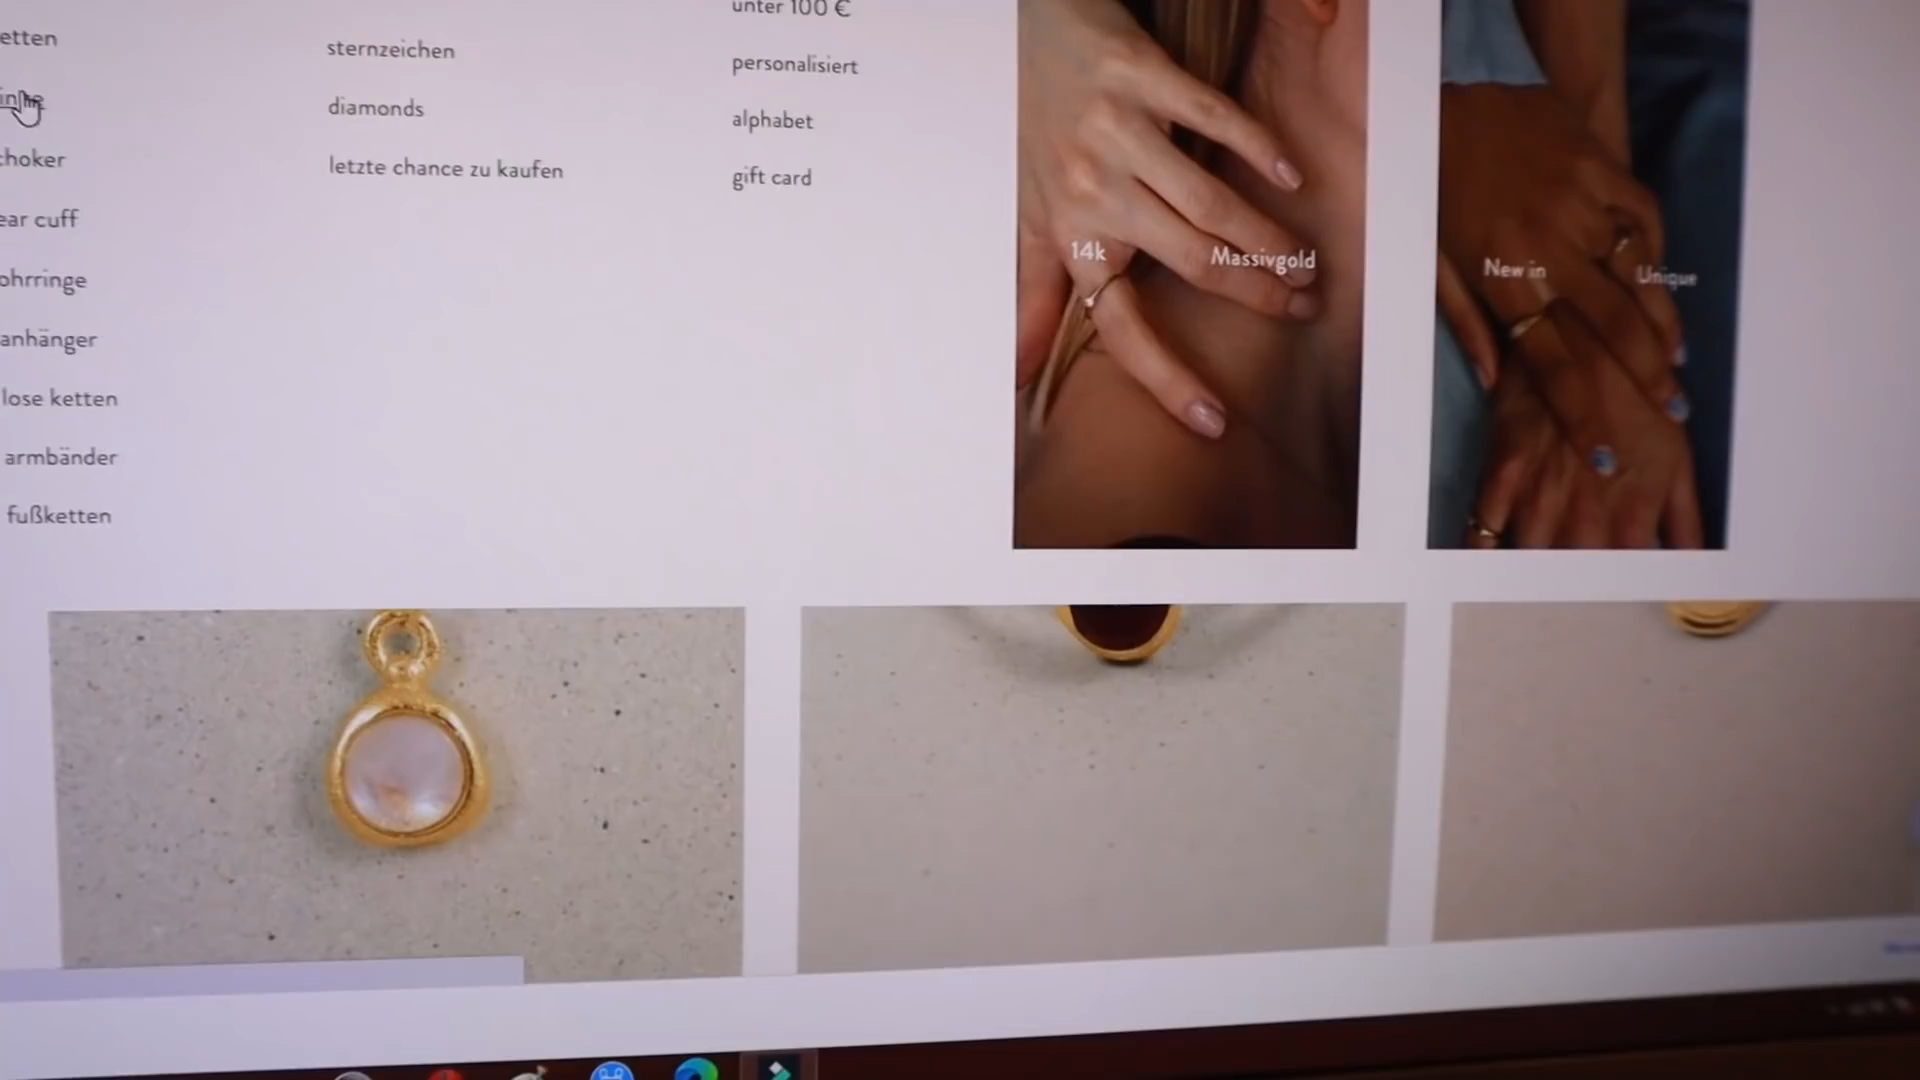 etten
choker
ear cuff
ohrringe
anhänger
lose ketten
armbänder
fußketten
sternzeichen
diamonds
letzte chance zu kaufen
unter 100 €
personalisiert
alphabet
gift card
14k Massivgold
New in Unique